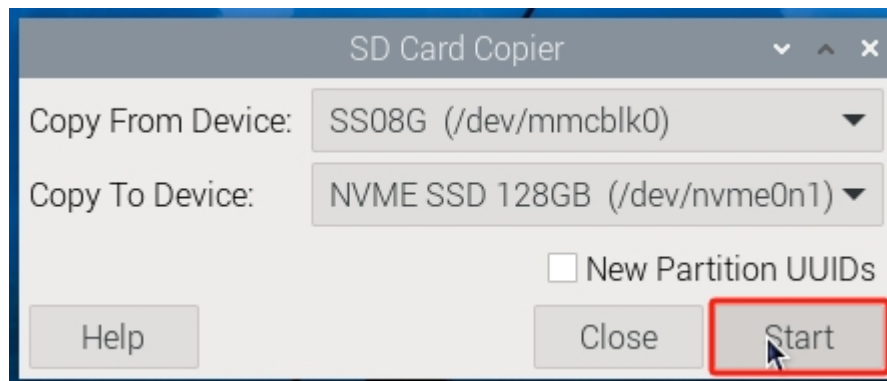 SD Card Copier
Copy From Device: SS08G (/dev/mmcblk0)
Copy To Device: NVME SSD 128GB (/dev/nvme0n1)
New Partition UUIDs
Help Close Start